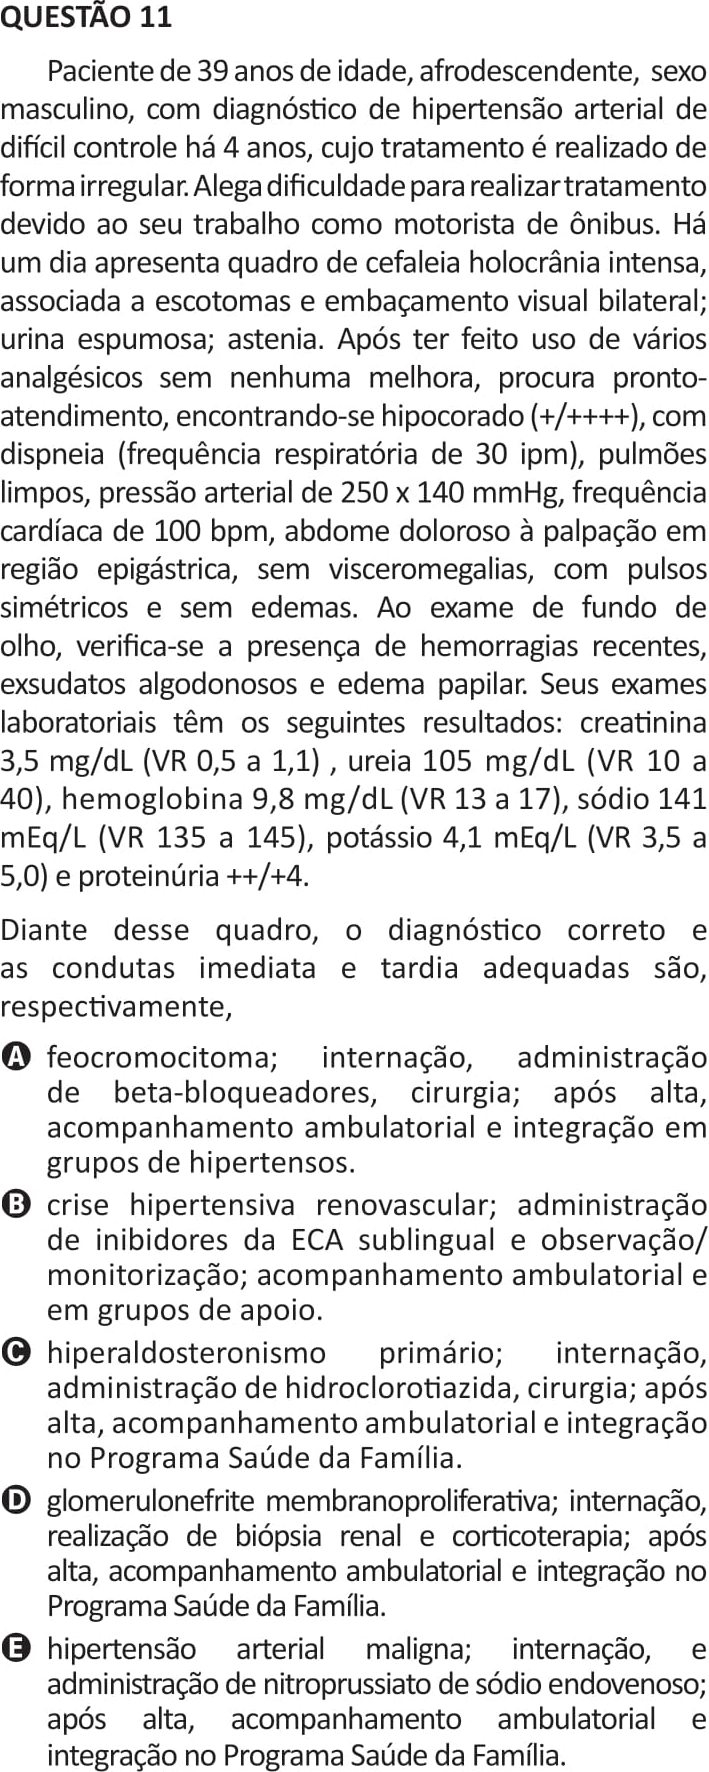 QUESTÃO 11
Paciente de 39 anos de idade, afrodescendente, sexo
masculino, com diagnóstico de hipertensão arterial de
difícil controle há 4 anos, cujo tratamento é realizado de
forma irregular. Alega dificuldade para realizar tratamento
devido ao seu trabalho como motorista de ônibus. Há
um dia apresenta quadro de cefaleia holocrânia intensa,
associada a escotomas e embaçamento visual bilateral;
urina espumosa; astenia. Após ter feito uso de vários
analgésicos sem nenhuma melhora, procura pronto-
atendimento, encontrando-se hipocorado (+/++++), com
dispneia (frequência respiratória de 30 ipm), pulmões
limpos, pressão arterial de 250 x 140 mmHg, frequência
cardíaca de 100 bpm, abdome doloroso à palpação em
região epigástrica, sem visceromegalias, com pulsos
simétricos e sem edemas. Ao exame de fundo de
olho, verifica-se a presença de hemorragias recentes,
exsudatos algodonosos e edema papilar. Seus exames
laboratoriais têm os seguintes resultados: creatinina
3,5 mg/dL (VR 0,5 a 1,1) , ureia 105 mg/dL (VR 10 a
40), hemoglobina 9,8 mg/dL (VR 13 a 17), sódio 141
mEq/L (VR 135 a 145), potássio 4,1 mEq/L (VR 3,5 a
5,0) e proteinúria ++/+4.
Diante desse quadro, o diagnóstico correto e
as condutas imediata e tardia adequadas são,
respectivamente,
A feocromocitoma; internação, administração
de beta-bloqueadores, cirurgia; após alta,
acompanhamento ambulatorial e integração em
grupos de hipertensos.
B crise hipertensiva renovascular; administração
de inibidores da ECA sublingual e observação/
monitorização; acompanhamento ambulatorial e
em grupos de apoio.
C hiperaldosteronismo primário; internação,
administração de hidroclorotiazida, cirurgia; após
alta, acompanhamento ambulatorial e integração
no Programa Saúde da Família.
D glomerulonefrite membranoproliferativa; internação,
realização de biópsia renal e corticoterapia; após
alta, acompanhamento ambulatorial e integração no
Programa Saúde da Família.
E hipertensão arterial maligna; internação, e
administração de nitroprussiato de sódio endovenoso;
após alta, acompanhamento ambulatorial e
integração no Programa Saúde da Família.